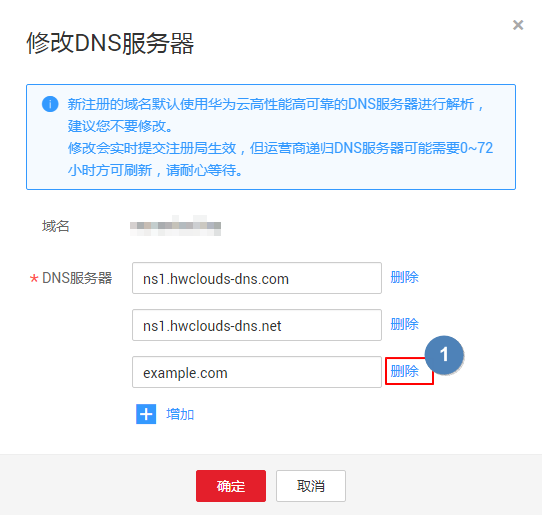 修改DNS服务器
×
新注册的域名默认使用华为云高性能高可靠的DNS服务器进行解析，
建议您不要修改。
修改会实时提交注册局生效，但运营商递归DNS服务器可能需要0~72
小时方可刷新，请耐心等待。
域名
* DNS服务器 ns1.hwclouds-dns.com 删除
ns1.hwclouds-dns.net 删除
example.com 删除 1
+ 增加
确定 取消